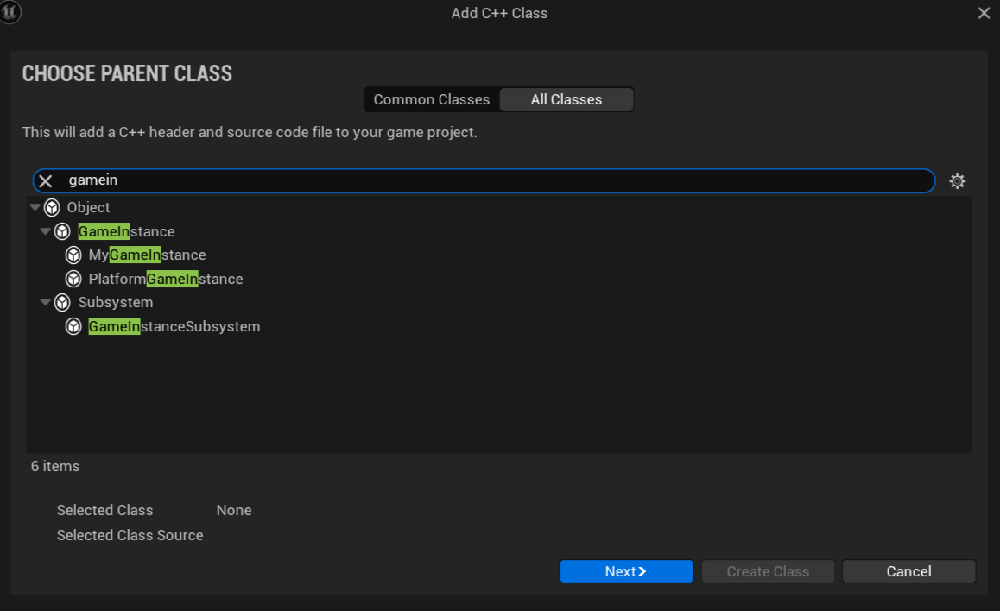 Add C++ Class
CHOOSE PARENT CLASS
Common Classes All Classes
This will add a C++ header and source code file to your game project.
gamein
Object
GameInstance
MyGameInstance
PlatformGameInstance
Subsystem
GameInstanceSubsystem
6 items
Selected Class None
Selected Class Source
Next Create Class Cancel